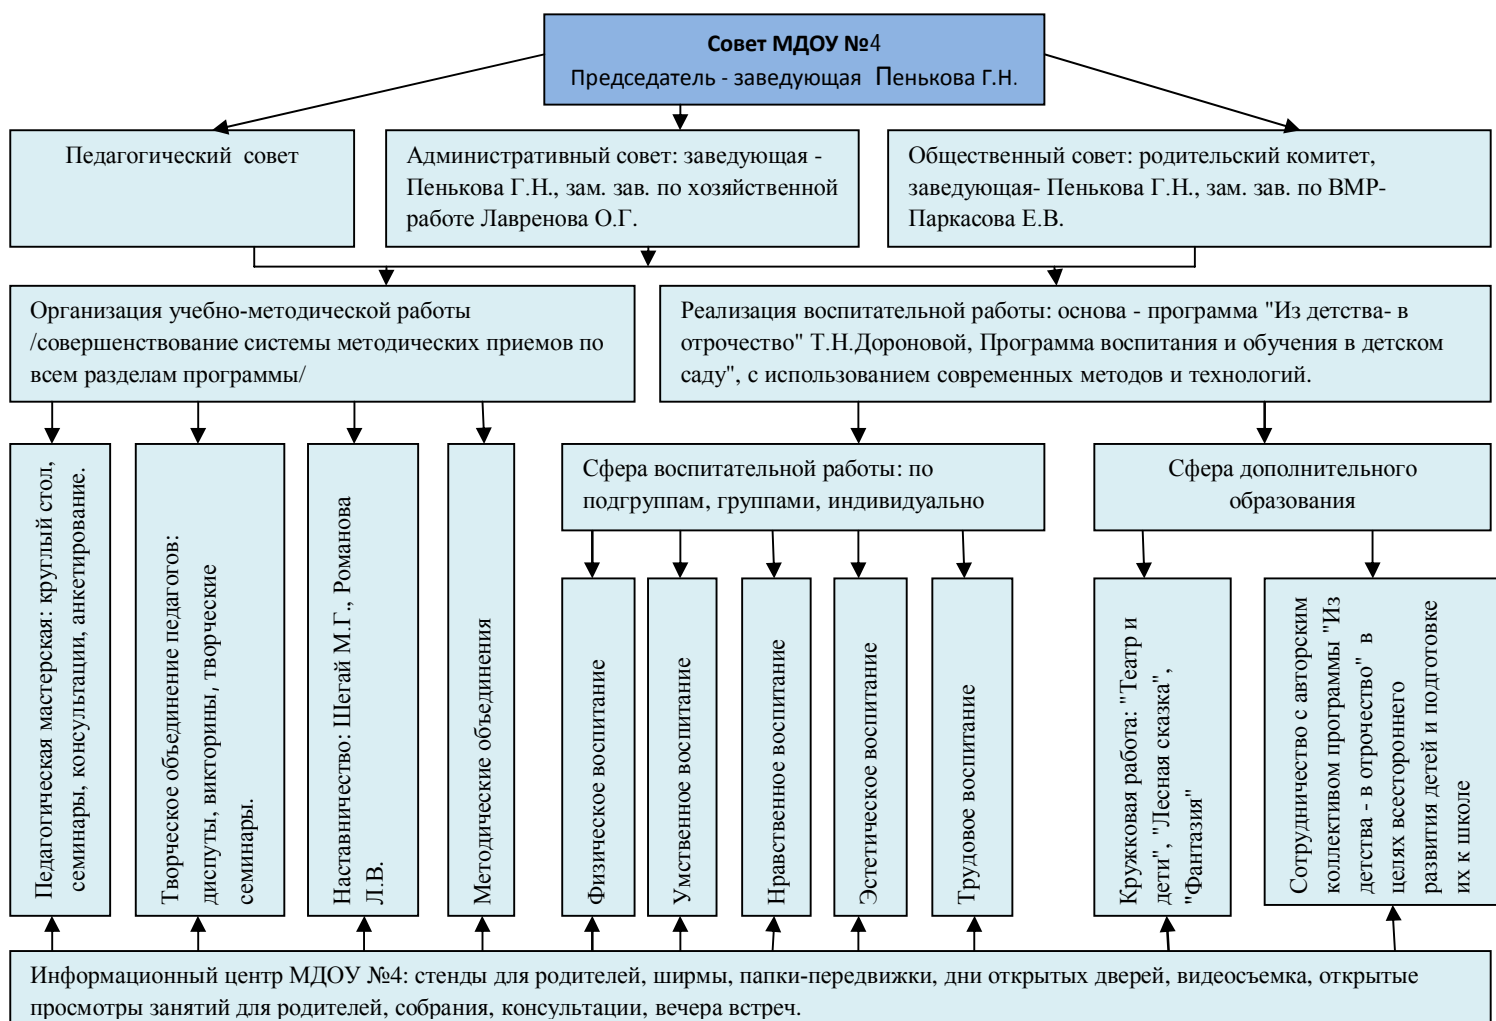 Совет МДОУ №4
Председатель - заведующая Пенькова Г.Н.
Педагогический совет
Административный совет: заведующая -
Пенькова Г.Н., зам. зав. по хозяйственной
работе Лавренова О.Г.
Общественный совет: родительский комитет,
заведующая- Пенькова Г.Н., зам. зав. по ВМР-
Паркасова Е.В.
Организация учебно-методической работы
/совершенствование системы методических приемов по
всем разделам программы/
Реализация воспитательной работы: основа - программа "Из детства- в
отрочество" Т.Н.Дороновой, Программа воспитания и обучения в детском
саду", с использованием современных методов и технологий.
Педагогическая мастерская: круглый стол,
семинары, консультации, анкетирование.
Творческое объединение педагогов:
диспуты, викторины, творческие
семинары.
Наставничество: Шегай М.Г., Романова
Л.В.
Методические объединения
Сфера воспитательной работы: по
подгруппам, группами, индивидуально
Сфера дополнительного
образования
Физическое воспитание
Умственное воспитание
Нравственное воспитание
Эстетическое воспитание
Трудовое воспитание
Кружковая работа: "Театр и
дети", "Лесная сказка",
"Фантазия"
Сотрудничество с авторским
коллективом программы "Из
детства - в отрочество" в
целях всестороннего
развития детей и подготовке
их к школе
Информационный центр МДОУ №4: стенды для родителей, ширмы, папки-передвижки, дни открытых дверей, видеосъемка, открытые
просмотры занятий для родителей, собрания, консультации, вечера встреч.